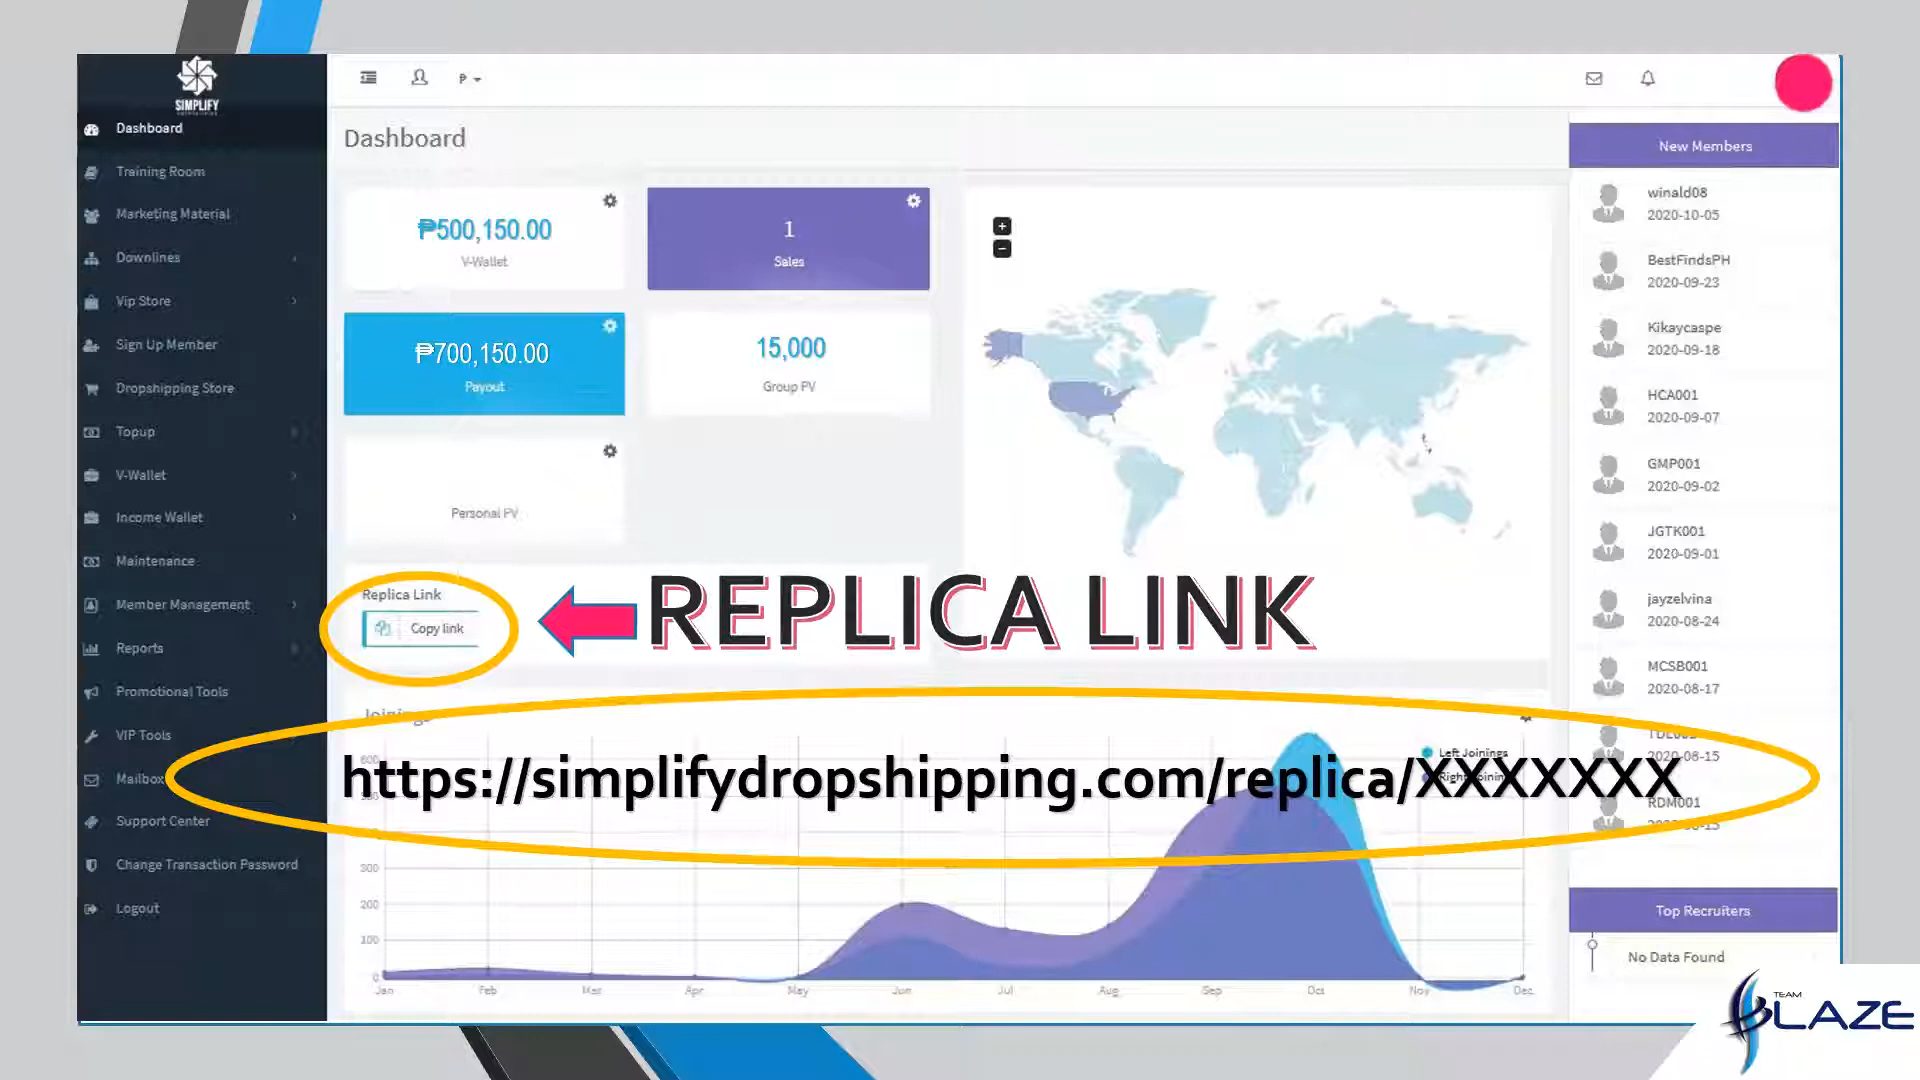 SIMPLIFY
Dashboard
Training Room
Marketing Material
Downlines
Vip Store
Sign Up Member
Dropshipping Store
Topup
V-Wallet
Income Wallet
Maintenance
Member Management
Reports
Promotional Tools
VIP Tools
Mailbox
Support Center
Change Transaction Password
Logout
₱
Dashboard
₱500,150.00
V-Wallet
1
Sales
₱700,150.00
Payout
15,000
Group PV
Personal PV
+
−
Replica Link
Copy link
REPLICA LINK
Joinings
Left Joinings
https://simplifydropshipping.com/replica/XXXXXXX
600
300
200
100
0
Jan Feb Mar Apr May Jun Jul Aug Sep Oct Nov Dec
New Members
winald08
2020-10-05
BestFindsPH
2020-09-23
Kikaycaspe
2020-09-18
HCA001
2020-09-07
GMP001
2020-09-02
JGTK001
2020-09-01
jayzelvina
2020-08-24
MCSB001
2020-08-17
2020-08-15
RDM001
Top Recruiters
No Data Found
TEAM
BLAZE